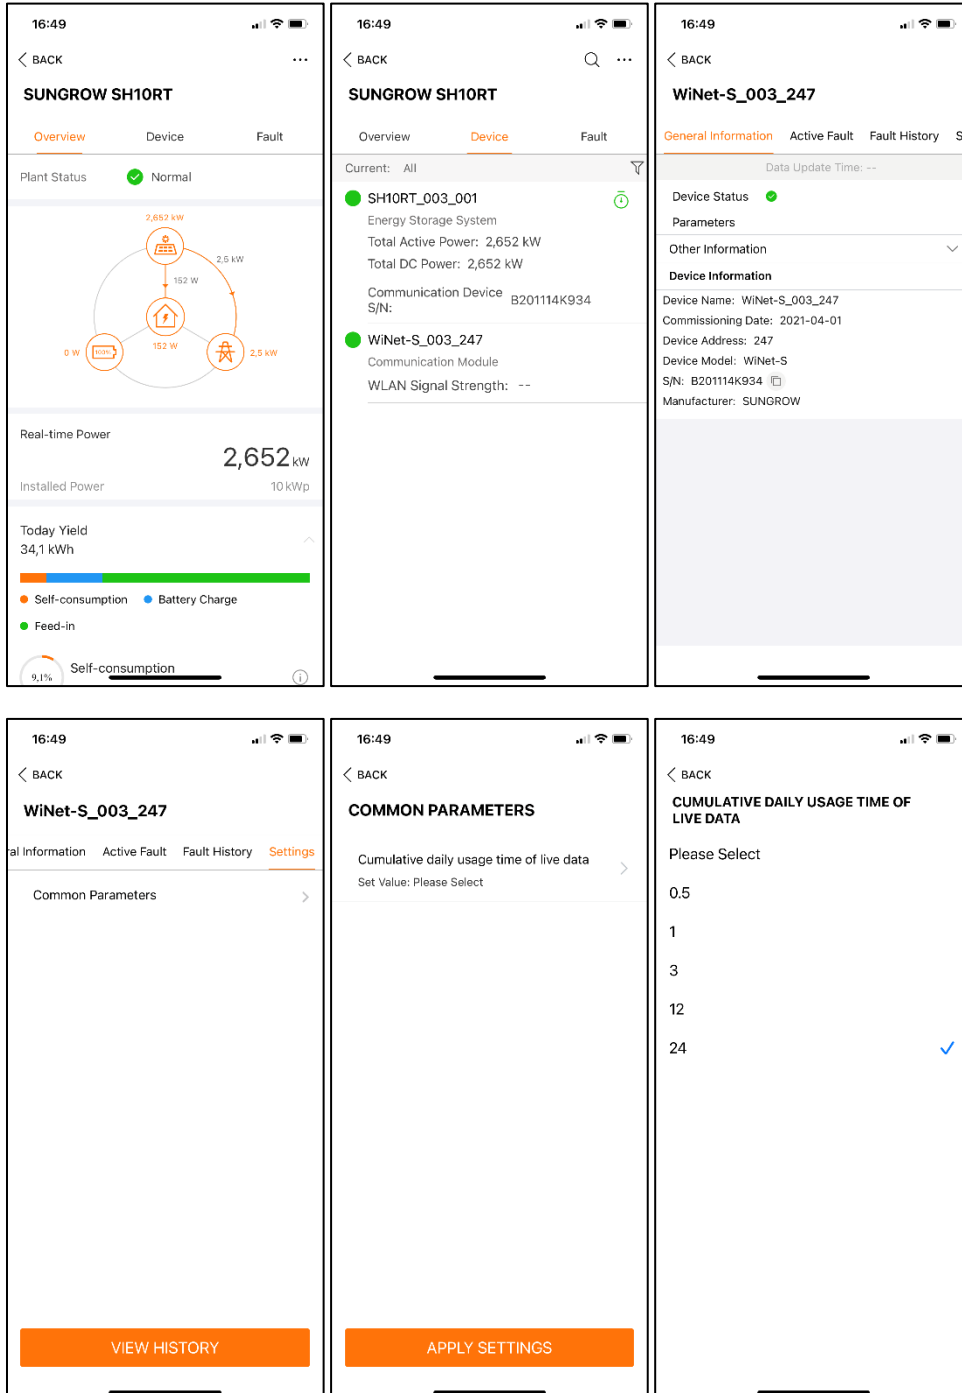 16:49
BACK
SUNGROW SH10RT
Overview Device Fault
Plant Status Normal
2,652 kW
2,5 kW
152 W
0 W 100% 152 W 2,5 kW
Real-time Power
2,652 kW
Installed Power 10 kWp
Today Yield
34,1 kWh
Self-consumption Battery Charge
Feed-in
Self-consumption
9,1%
16:49
BACK
SUNGROW SH10RT
Overview Device Fault
Current: All
SH10RT_003_001
Energy Storage System
Total Active Power: 2,652 kW
Total DC Power: 2,652 kW
Communication Device
S/N: B201114K934
WiNet-S_003_247
Communication Module
WLAN Signal Strength: --
16:49
BACK
WiNet-S_003_247
General Information Active Fault Fault History S
Data Update Time: --
Device Status
Parameters
Other Information
Device Information
Device Name: WiNet-S_003_247
Commissioning Date: 2021-04-01
Device Address: 247
Device Model: WiNet-S
S/N: B201114K934
Manufacturer: SUNGROW
16:49
BACK
WiNet-S_003_247
ral Information Active Fault Fault History Settings
Common Parameters
VIEW HISTORY
16:49
BACK
COMMON PARAMETERS
Cumulative daily usage time of live data
Set Value: Please Select
APPLY SETTINGS
16:49
BACK
CUMULATIVE DAILY USAGE TIME OF
LIVE DATA
Please Select
0.5
1
3
12
24